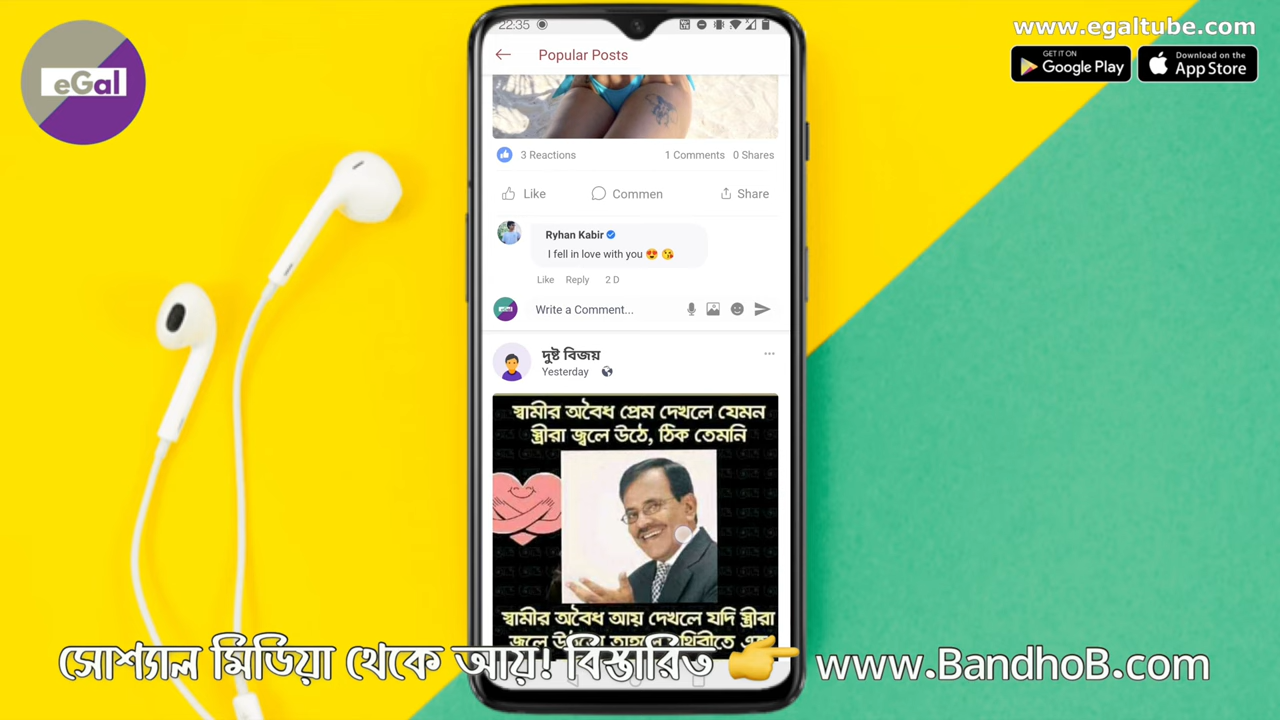 www.egaltube.com
GET IT ON
Google Play
Download on the
App Store
eGal
22:35
Popular Posts
3 Reactions
1 Comments
0 Shares
Like
Commen
Share
Ryhan Kabir
I fell in love with you 😍 😘
Like
Reply
2 D
Write a Comment...
দুষ্ট বিজয়
Yesterday
স্বামীর অবৈধ প্রেম দেখলে যেমন
স্ত্রীরা জ্বলে উঠে, ঠিক তেমনি
স্বামীর অবৈধ আয় দেখলে যদি স্ত্রীরা
সোশ্যাল মিডিয়া থেকে আয়! বিস্তারিত 👉 www.BandhoB.com